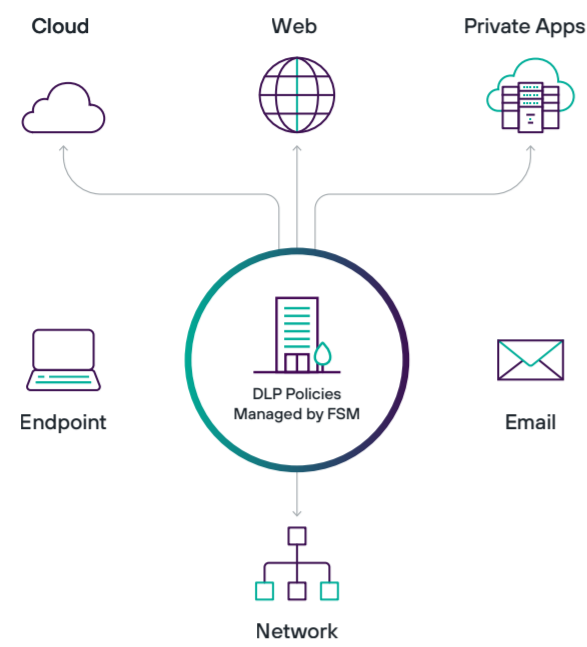 Cloud
Web
Private Apps
DLP Policies
Managed by FSM
Endpoint
Email
Network